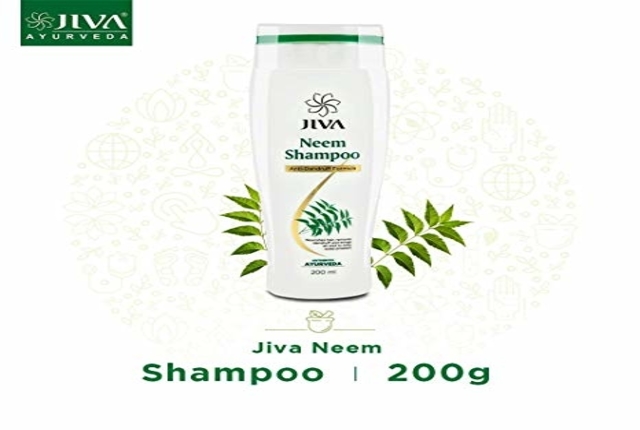 JIVA®
AYURVEDA
JIVA
Neem
Shampoo
Anti-Dandruff Formula
AYURVEDA
200 ml
Jiva Neem
Shampoo | 200g